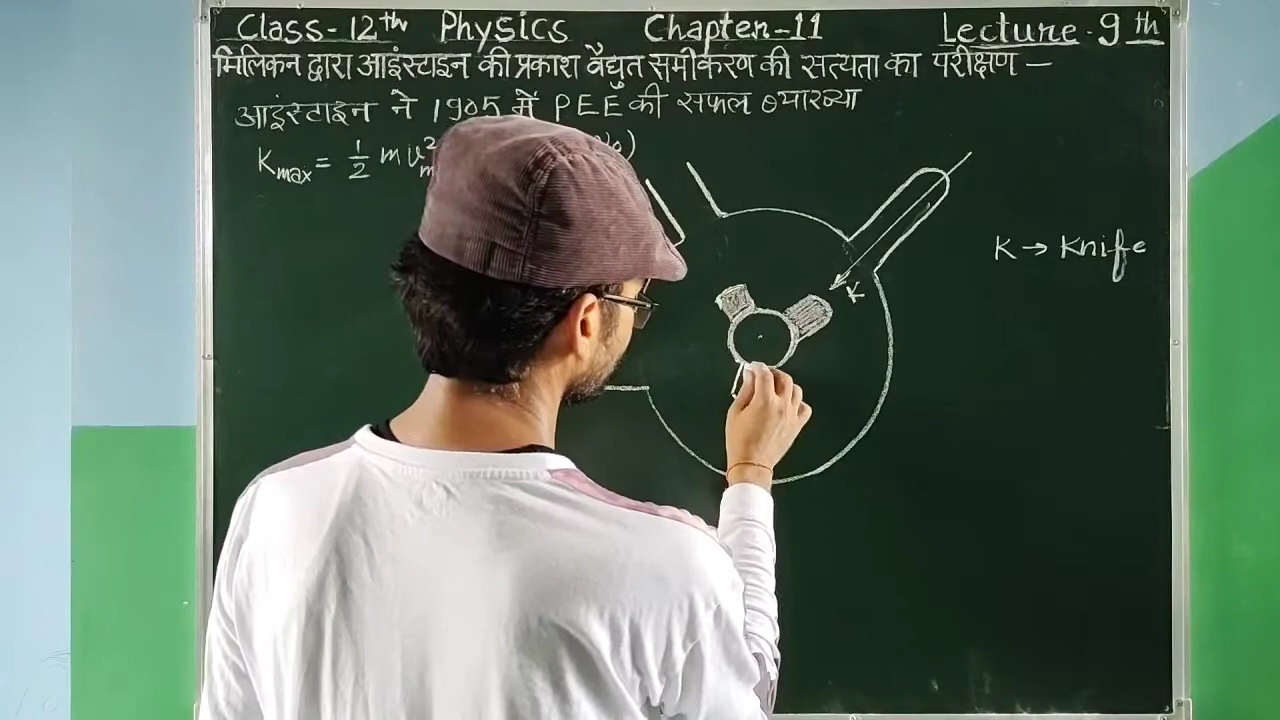 Class-12th Physics Chapter-11 Lecture-9th
मिलिकन द्वारा आइंस्टाइन की प्रकाश वैद्युत समीकरण की सत्यता का परीक्षण —
आइंस्टाइन ने 1905 में PEE की सफल व्याख्या
Kmax = 1/2 m v²m
K → Knife
K